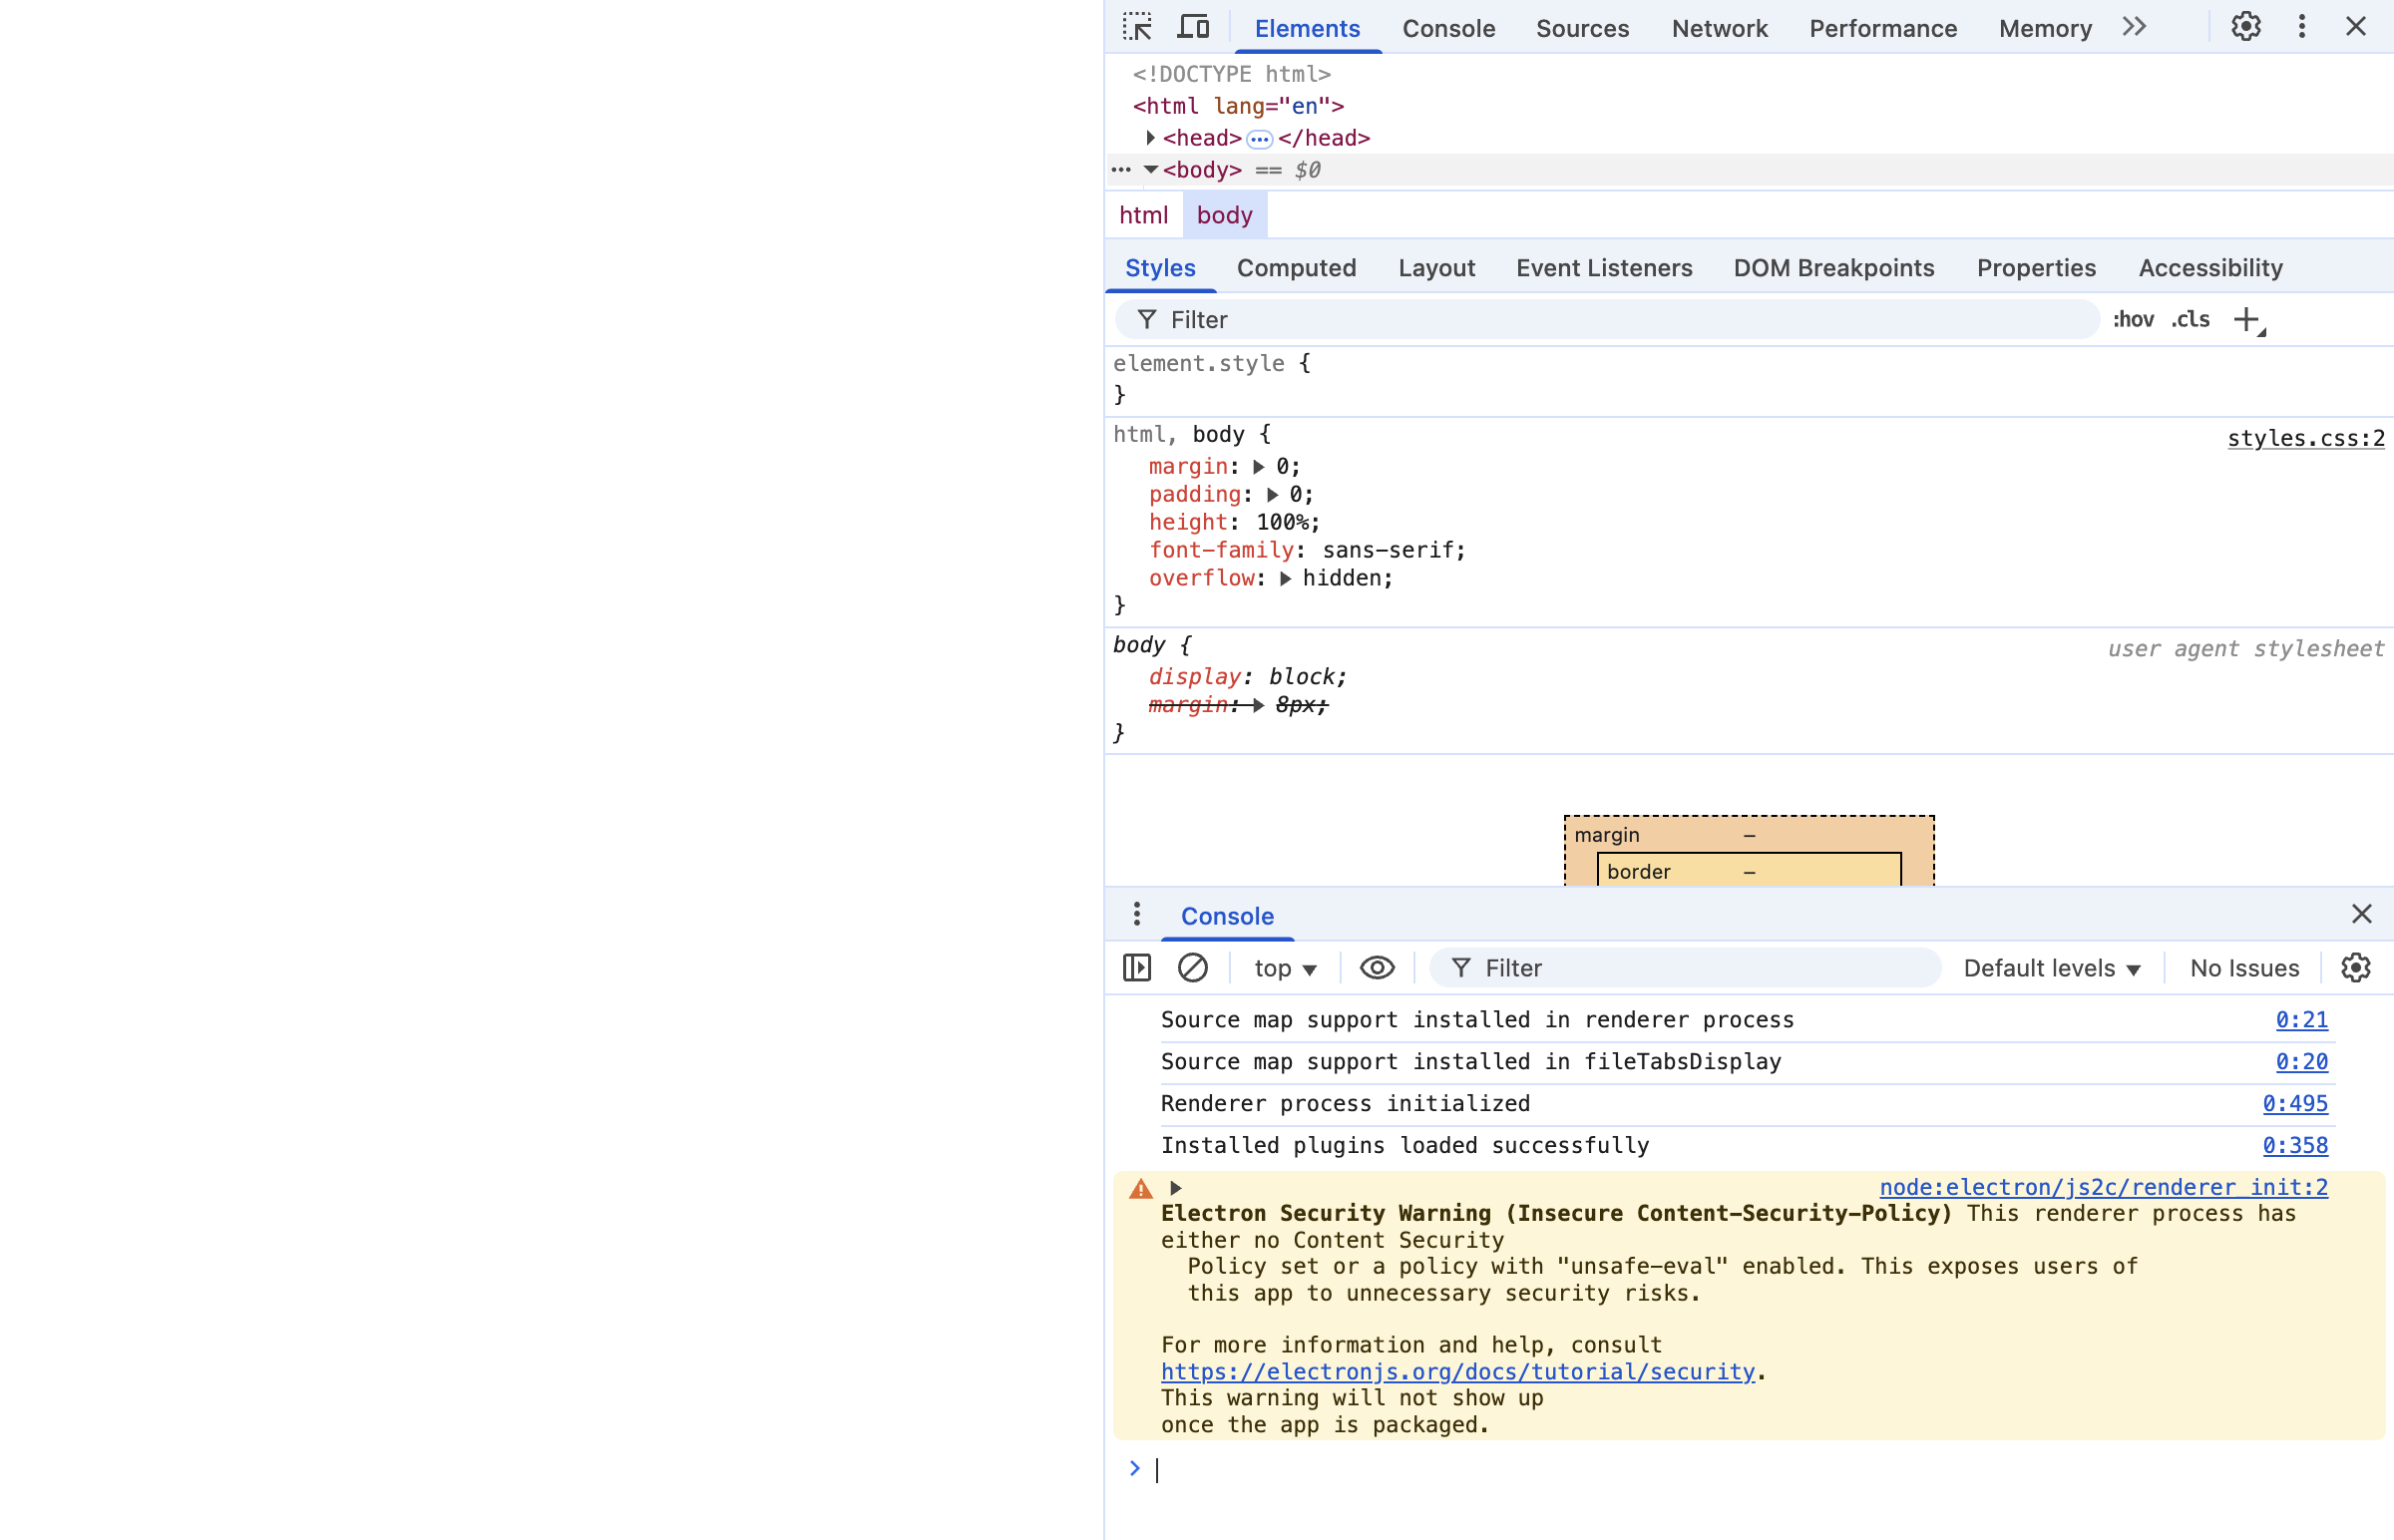 Elements Console Sources Network Performance Memory
<!DOCTYPE html>
<html lang="en">
<head> ••• </head>
••• <body> == $0
html body
Styles Computed Layout Event Listeners DOM Breakpoints Properties Accessibility
Filter :hov .cls
element.style {
}
html, body { styles.css:2
margin: 0;
padding: 0;
height: 100%;
font-family: sans-serif;
overflow: hidden;
}
body { user agent stylesheet
display: block;
margin: 8px;
}
margin –
border –
Console
top Filter Default levels No Issues
Source map support installed in renderer process 0:21
Source map support installed in fileTabsDisplay 0:20
Renderer process initialized 0:495
Installed plugins loaded successfully 0:358
node:electron/js2c/renderer_init:2
Electron Security Warning (Insecure Content-Security-Policy) This renderer process has
either no Content Security
Policy set or a policy with "unsafe-eval" enabled. This exposes users of
this app to unnecessary security risks.
For more information and help, consult
https://electronjs.org/docs/tutorial/security.
This warning will not show up
once the app is packaged.